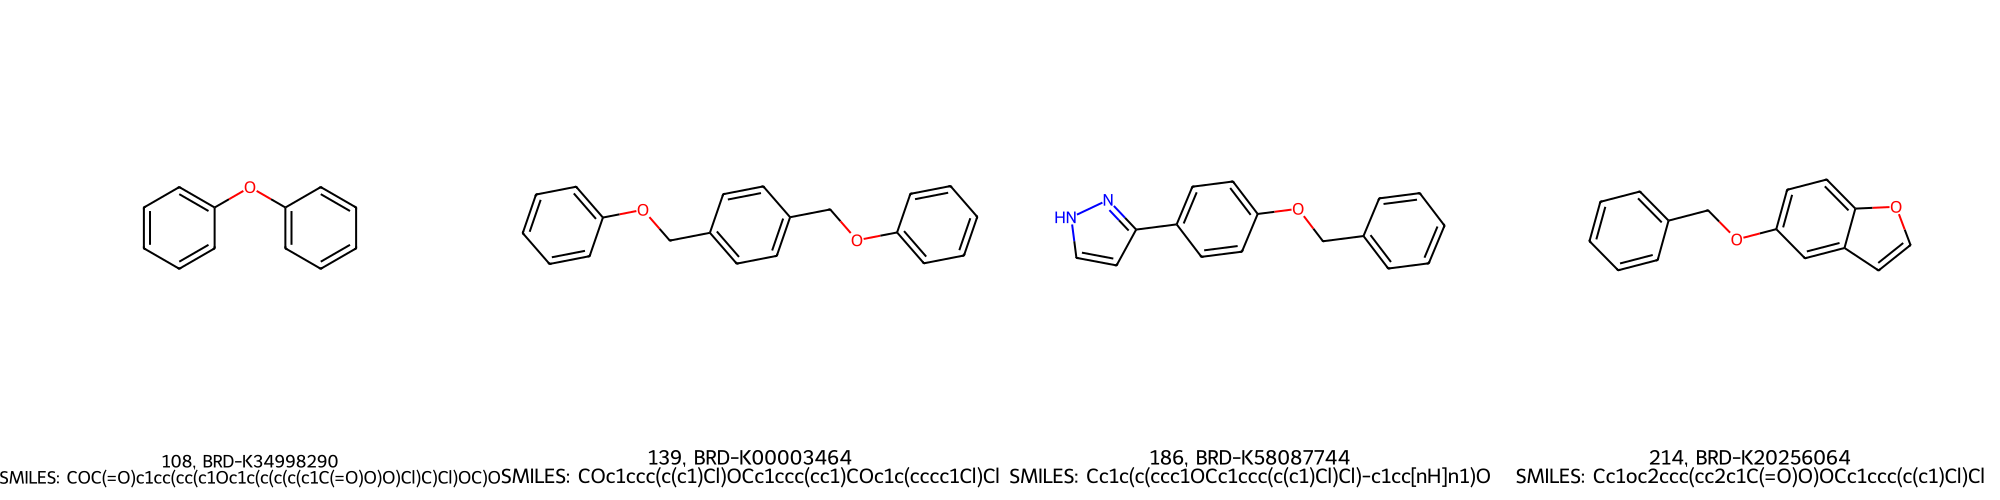 O
108, BRD-K34998290
SMILES: COC(=O)c1cc(cc(c1Oc1c(c(c(c(c1C(=O)O)O)Cl)C)Cl)OC)O
O
O
139, BRD-K00003464
SMILES: COc1ccc(c(c1)Cl)OCc1ccc(cc1)COc1c(cccc1Cl)Cl
N
HN
O
186, BRD-K58087744
SMILES: Cc1c(c(ccc1OCc1ccc(c(c1)Cl)Cl)-c1cc[nH]n1)O
O
O
214, BRD-K20256064
SMILES: Cc1oc2ccc(cc2c1C(=O)O)OCc1ccc(c(c1)Cl)Cl